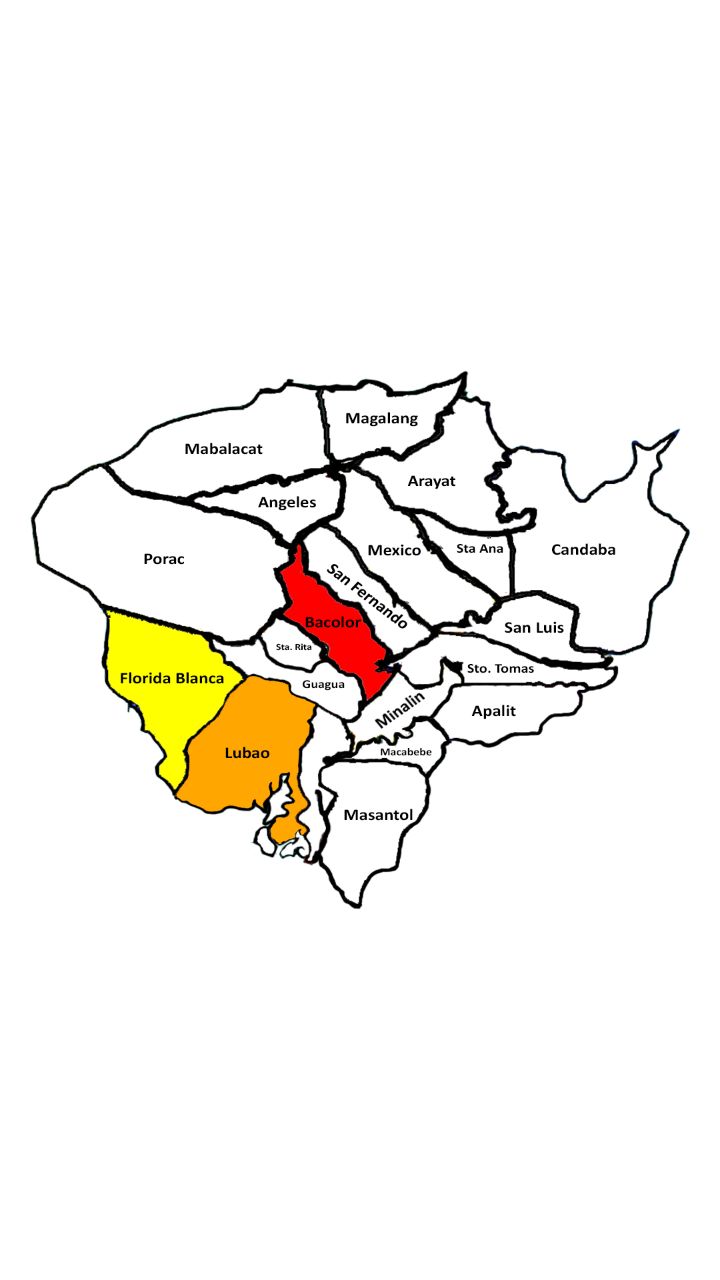 Magalang
Mabalacat
Arayat
Angeles
Mexico
Sta Ana
Candaba
Porac
San Fernando
Bacolor
San Luis
Sta. Rita
Sto. Tomas
Florida Blanca
Guagua
Minalin
Apalit
Lubao
Macabebe
Masantol